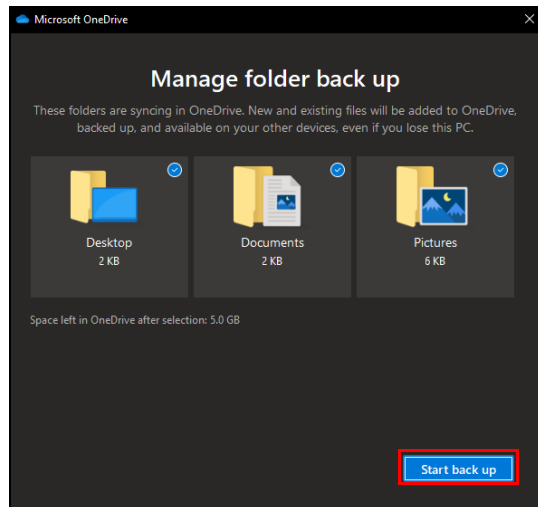 Microsoft OneDrive
Manage folder back up
These folders are syncing in OneDrive. New and existing files will be added to OneDrive,
backed up, and available on your other devices, even if you lose this PC.
Desktop
2 KB
Documents
2 KB
Pictures
6 KB
Space left in OneDrive after selection: 5.0 GB
Start back up